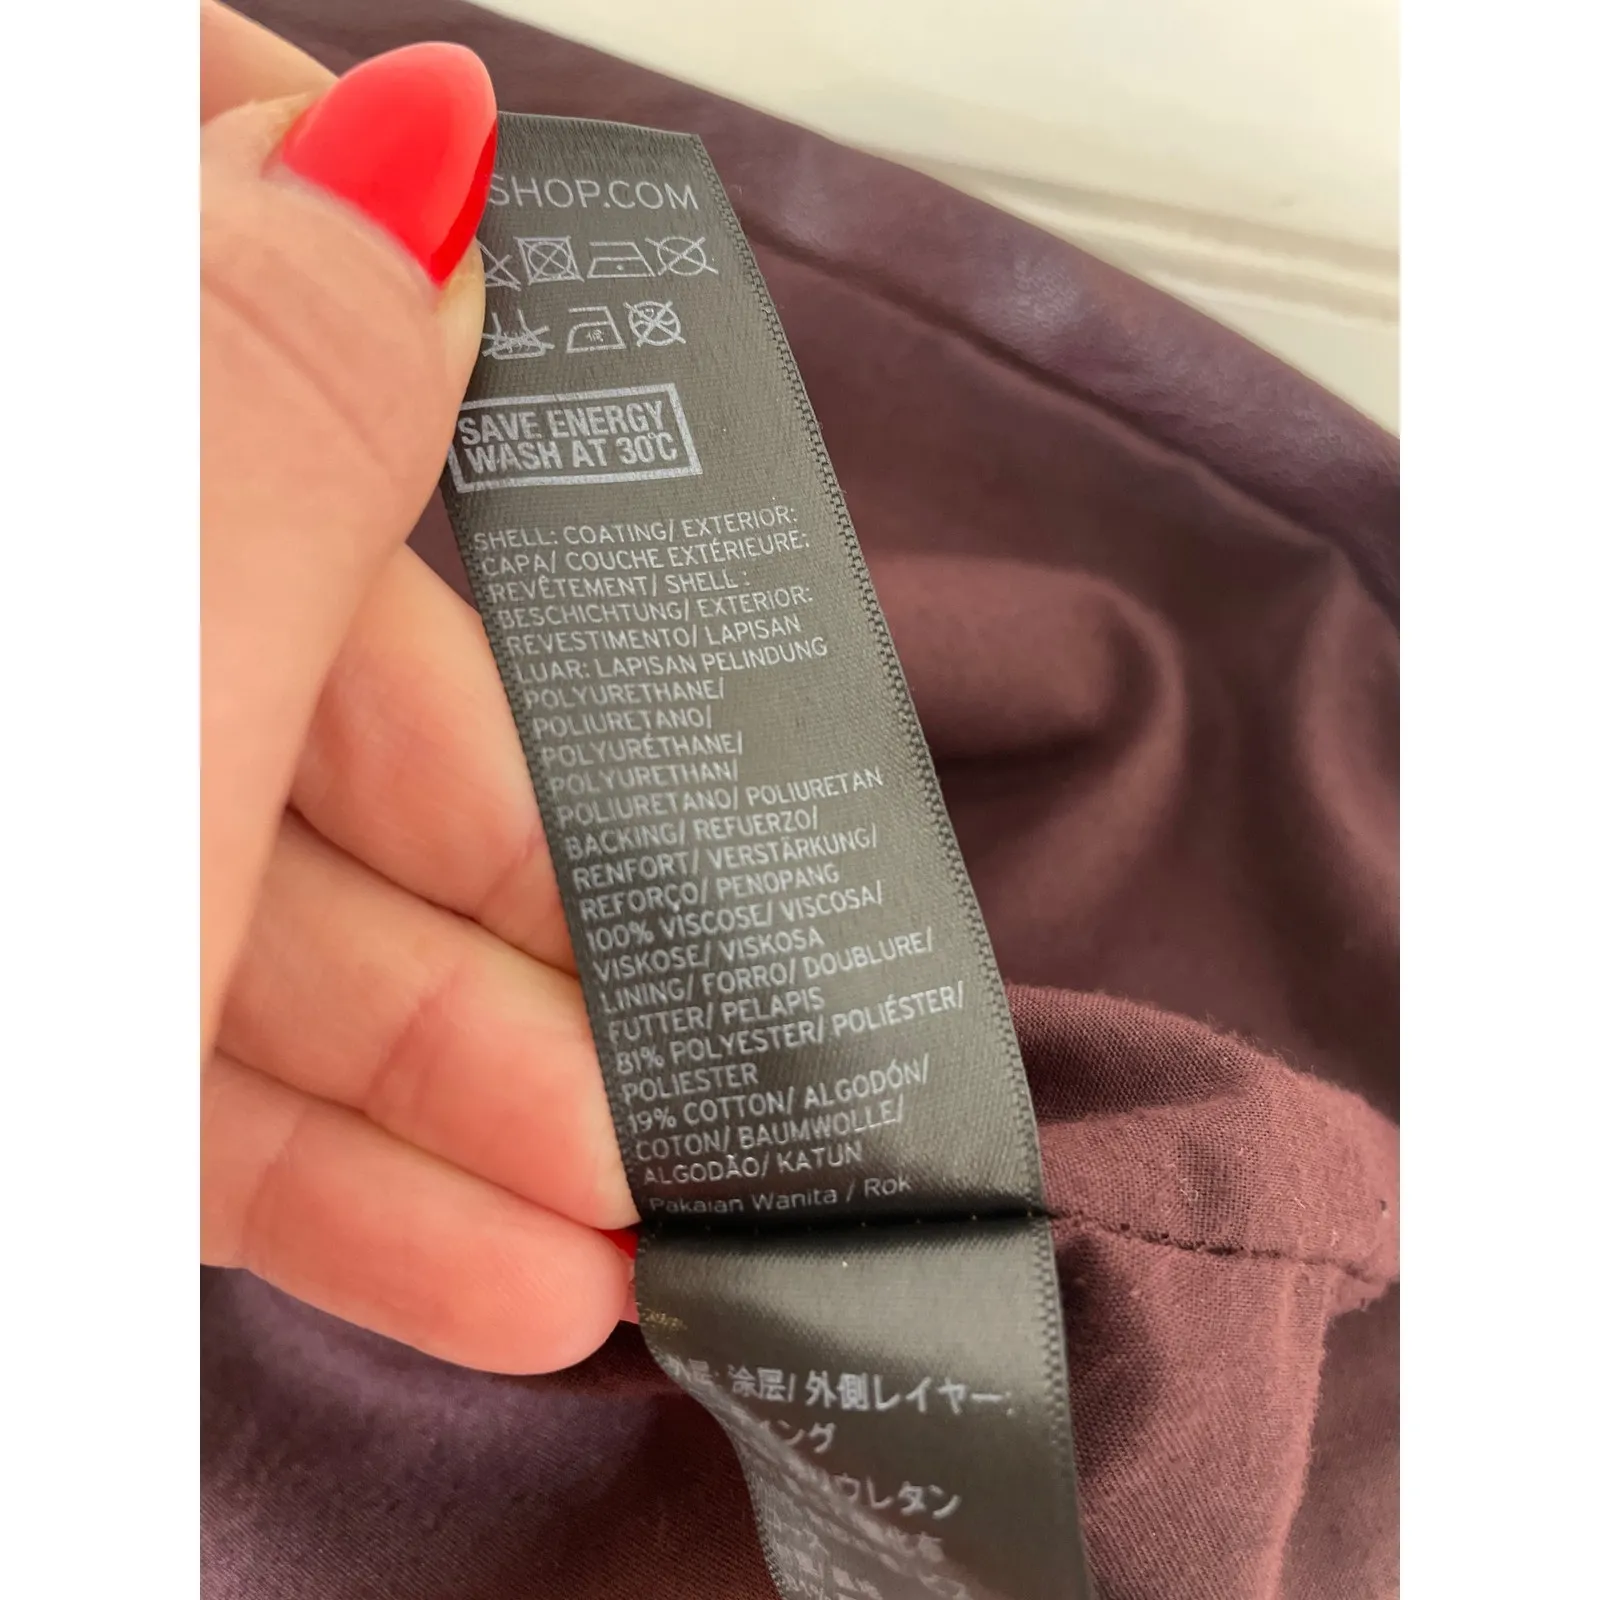 SHOP.COM
SAVE ENERGY
WASH AT 30°C
SHELL: COATING/ EXTERIOR:
CAPA/ COUCHE EXTÉRIEURE:
REVÊTEMENT/ SHELL:
BESCHICHTUNG/ EXTERIOR:
REVESTIMENTO/ LAPISAN
LUAR: LAPISAN PELINDUNG
POLYURETHANE/
POLIURETANO/
POLYURÉTHANE/
POLYURETHAN/
POLIURETANO/ POLIURETAN
BACKING/ REFUERZO/
RENFORT/ VERSTÄRKUNG/
REFORÇO/ PENOPANG
100% VISCOSE/ VISCOSA/
VISKOSE/ VISKOSA
LINING/ FORRO/ DOUBLURE/
FUTTER/ PELAPIS
81% POLYESTER/ POLIÉSTER/
POLIESTER
19% COTTON/ ALGODÓN/
COTON/ BAUMWOLLE/
ALGODÃO/ KATUN
Pakaian Wanita / Rok
涂层/ 外側レイヤー:
ング
ウレタン